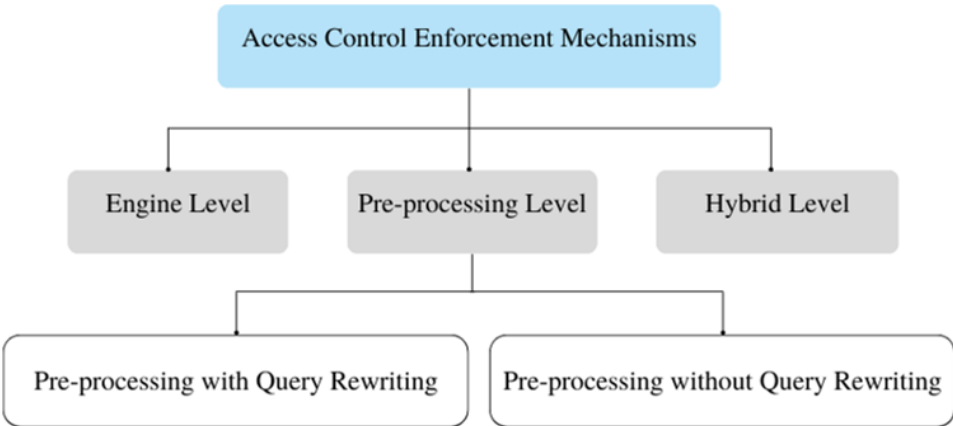 Access Control Enforcement Mechanisms
Engine Level
Pre-processing Level
Hybrid Level
Pre-processing with Query Rewriting
Pre-processing without Query Rewriting